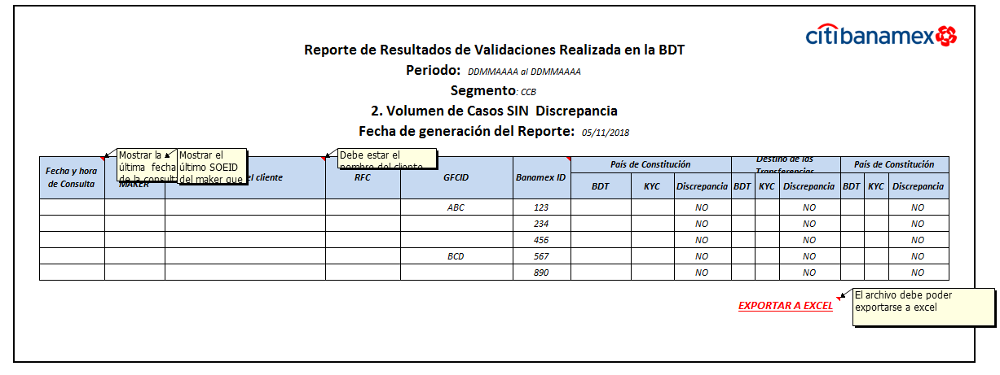 citibanamex
Reporte de Resultados de Validaciones Realizada en la BDT
Periodo: DDMMAAAA al DDMMAAAA
Segmento: CCB
2. Volumen de Casos SIN Discrepancia
Fecha de generación del Reporte: 05/11/2018
Mostrar la
última fecha
de la consulta
Mostrar el
último SOEID
del maker que
Debe estar el
nombre del cliente
Fecha y hora
de Consulta
MAKER
el cliente
RFC
GFCID
Banamex ID
País de Constitución
Destino de las
Transferencias
País de Constitución
BDT KYC Discrepancia BDT KYC Discrepancia BDT KYC Discrepancia
ABC 123 NO NO NO
234 NO NO NO
456 NO NO NO
BCD 567 NO NO NO
890 NO NO NO
EXPORTAR A EXCEL
El archivo debe poder
exportarse a excel